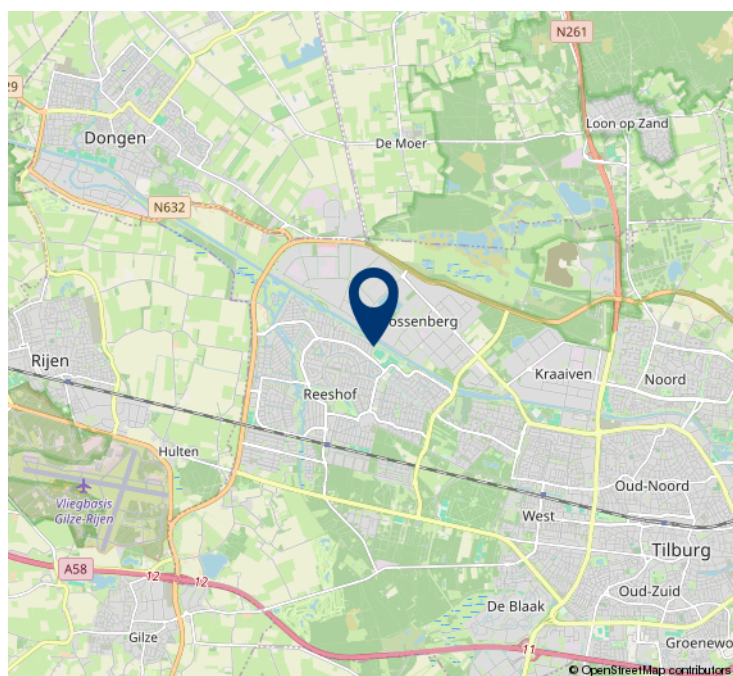 N261
29
Loon op Zand
Dongen
De Moer
N632
ossenberg
Rijen
Kraaiven
Noord
Reeshof
Hulten
Oud-Noord
Vliegbasis
Gilze-Rijen
West
Tilburg
A58
12
12
Oud-Zuid
De Blaak
Gilze
Groenewo
11
© OpenStreetMap contributors